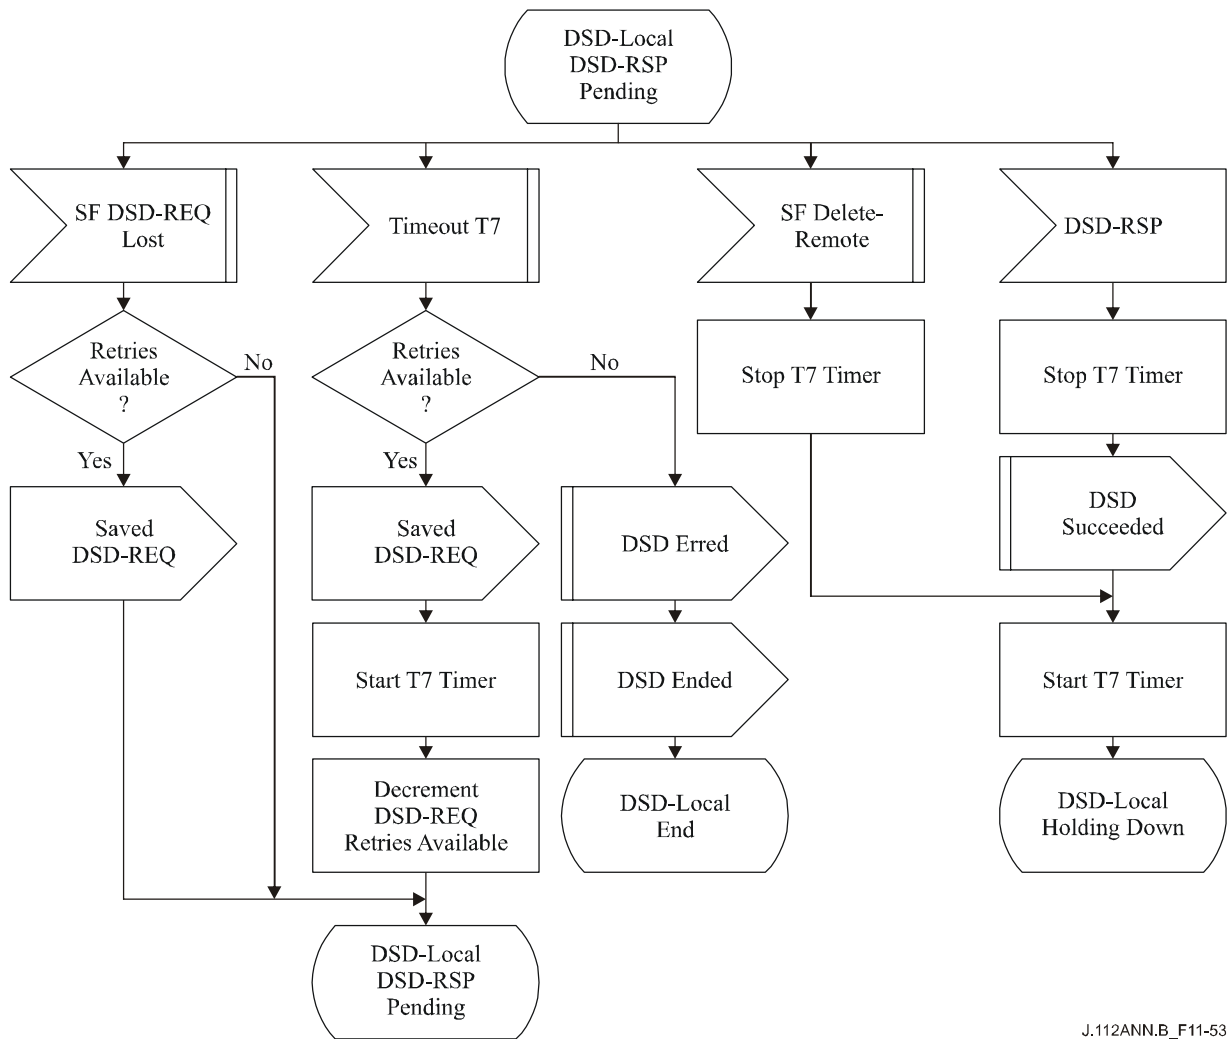 DSD-Local
DSD-RSP
Pending
SF DSD-REQ
Lost
Timeout T7
SF Delete-
Remote
DSD-RSP
Retries
Available
?
No
Yes
Retries
Available
?
No
Yes
Stop T7 Timer
Stop T7 Timer
Saved
DSD-REQ
Saved
DSD-REQ
DSD Erred
DSD
Succeeded
Start T7 Timer
DSD Ended
Start T7 Timer
Decrement
DSD-REQ
Retries Available
DSD-Local
End
DSD-Local
Holding Down
DSD-Local
DSD-RSP
Pending
J.112ANN.B_F11-53